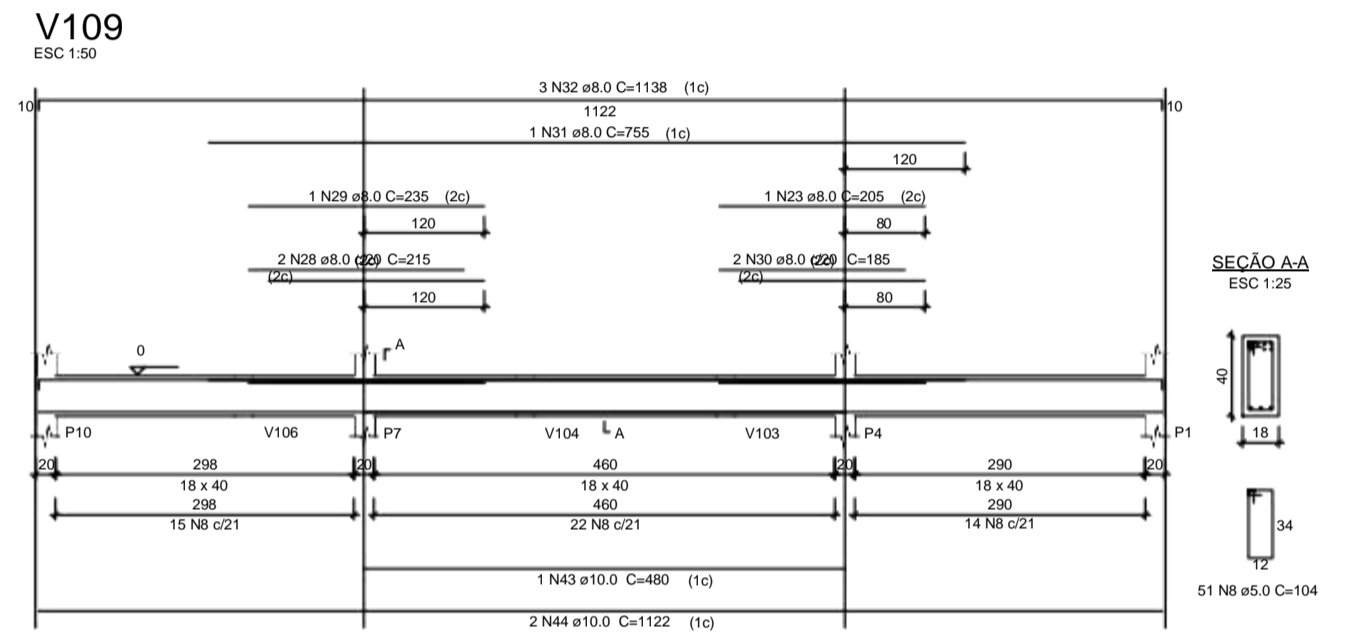 V109
ESC 1:50
3 N32 ø8.0 C=1138 (1c)
10 10
1122
1 N31 ø8.0 C=755 (1c)
120
1 N29 ø8.0 C=235 (2c) 1 N23 ø8.0 C=205 (2c)
120 80
2 N28 ø8.0 C=215 2 N30 ø8.0 C=185
(2c) (2c)
120 80
SEÇÃO A-A
ESC 1:25
0 A
40
18
P10 V106 P7 V104 A V103 P4 P1
20 298 20 460 20 290 20
18 x 40 18 x 40 18 x 40
298 460 290
15 N8 c/21 22 N8 c/21 14 N8 c/21
34
12
51 N8 ø5.0 C=104
1 N43 ø10.0 C=480 (1c)
2 N44 ø10.0 C=1122 (1c)